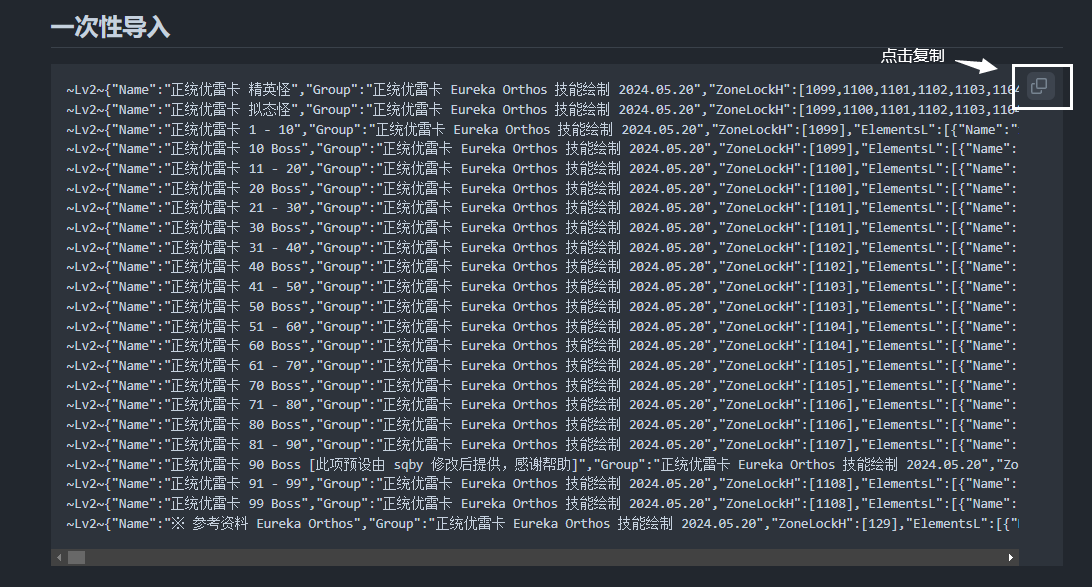 一次性导入
点击复制
~Lv2~{"Name":"正统优雷卡 精英怪","Group":"正统优雷卡 Eureka Orthos 技能绘制 2024.05.20","ZoneLockH":[1099,1100,1101,1102,1103,1104
~Lv2~{"Name":"正统优雷卡 拟态怪","Group":"正统优雷卡 Eureka Orthos 技能绘制 2024.05.20","ZoneLockH":[1099,1100,1101,1102,1103,1104
~Lv2~{"Name":"正统优雷卡 1 - 10","Group":"正统优雷卡 Eureka Orthos 技能绘制 2024.05.20","ZoneLockH":[1099],"ElementsL":[{"Name":"
~Lv2~{"Name":"正统优雷卡 10 Boss","Group":"正统优雷卡 Eureka Orthos 技能绘制 2024.05.20","ZoneLockH":[1099],"ElementsL":[{"Name":
~Lv2~{"Name":"正统优雷卡 11 - 20","Group":"正统优雷卡 Eureka Orthos 技能绘制 2024.05.20","ZoneLockH":[1100],"ElementsL":[{"Name":
~Lv2~{"Name":"正统优雷卡 20 Boss","Group":"正统优雷卡 Eureka Orthos 技能绘制 2024.05.20","ZoneLockH":[1100],"ElementsL":[{"Name":
~Lv2~{"Name":"正统优雷卡 21 - 30","Group":"正统优雷卡 Eureka Orthos 技能绘制 2024.05.20","ZoneLockH":[1101],"ElementsL":[{"Name":
~Lv2~{"Name":"正统优雷卡 30 Boss","Group":"正统优雷卡 Eureka Orthos 技能绘制 2024.05.20","ZoneLockH":[1101],"ElementsL":[{"Name":
~Lv2~{"Name":"正统优雷卡 31 - 40","Group":"正统优雷卡 Eureka Orthos 技能绘制 2024.05.20","ZoneLockH":[1102],"ElementsL":[{"Name":
~Lv2~{"Name":"正统优雷卡 40 Boss","Group":"正统优雷卡 Eureka Orthos 技能绘制 2024.05.20","ZoneLockH":[1102],"ElementsL":[{"Name":
~Lv2~{"Name":"正统优雷卡 41 - 50","Group":"正统优雷卡 Eureka Orthos 技能绘制 2024.05.20","ZoneLockH":[1103],"ElementsL":[{"Name":
~Lv2~{"Name":"正统优雷卡 50 Boss","Group":"正统优雷卡 Eureka Orthos 技能绘制 2024.05.20","ZoneLockH":[1103],"ElementsL":[{"Name":
~Lv2~{"Name":"正统优雷卡 51 - 60","Group":"正统优雷卡 Eureka Orthos 技能绘制 2024.05.20","ZoneLockH":[1104],"ElementsL":[{"Name":
~Lv2~{"Name":"正统优雷卡 60 Boss","Group":"正统优雷卡 Eureka Orthos 技能绘制 2024.05.20","ZoneLockH":[1104],"ElementsL":[{"Name":
~Lv2~{"Name":"正统优雷卡 61 - 70","Group":"正统优雷卡 Eureka Orthos 技能绘制 2024.05.20","ZoneLockH":[1105],"ElementsL":[{"Name":
~Lv2~{"Name":"正统优雷卡 70 Boss","Group":"正统优雷卡 Eureka Orthos 技能绘制 2024.05.20","ZoneLockH":[1105],"ElementsL":[{"Name":
~Lv2~{"Name":"正统优雷卡 71 - 80","Group":"正统优雷卡 Eureka Orthos 技能绘制 2024.05.20","ZoneLockH":[1106],"ElementsL":[{"Name":
~Lv2~{"Name":"正统优雷卡 80 Boss","Group":"正统优雷卡 Eureka Orthos 技能绘制 2024.05.20","ZoneLockH":[1106],"ElementsL":[{"Name":
~Lv2~{"Name":"正统优雷卡 81 - 90","Group":"正统优雷卡 Eureka Orthos 技能绘制 2024.05.20","ZoneLockH":[1107],"ElementsL":[{"Name":
~Lv2~{"Name":"正统优雷卡 90 Boss [此项预设由 sqby 修改后提供，感谢帮助]","Group":"正统优雷卡 Eureka Orthos 技能绘制 2024.05.20","Zo
~Lv2~{"Name":"正统优雷卡 91 - 99","Group":"正统优雷卡 Eureka Orthos 技能绘制 2024.05.20","ZoneLockH":[1108],"ElementsL":[{"Name":
~Lv2~{"Name":"正统优雷卡 99 Boss","Group":"正统优雷卡 Eureka Orthos 技能绘制 2024.05.20","ZoneLockH":[1108],"ElementsL":[{"Name":
~Lv2~{"Name":"※ 参考资料 Eureka Orthos","Group":"正统优雷卡 Eureka Orthos 技能绘制 2024.05.20","ZoneLockH":[129],"ElementsL":[{"